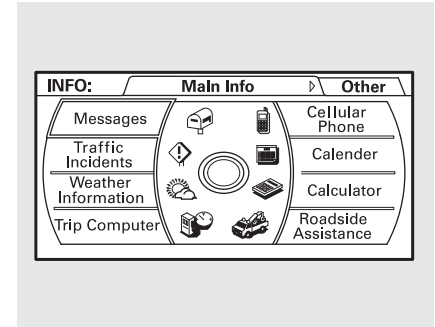 INFO: Main Info Other
Messages
Traffic
Incidents
Weather
Information
Trip Computer
Cellular
Phone
Calender
Calculator
Roadside
Assistance